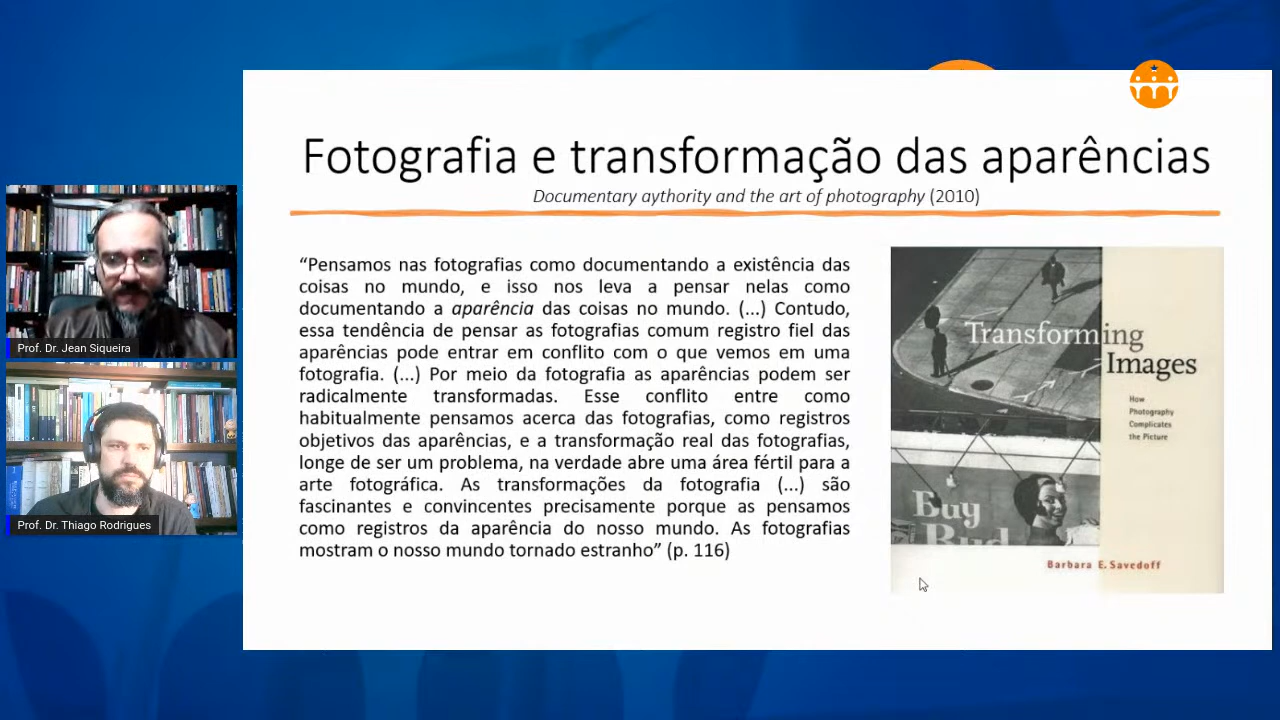 Fotografia e transformação das aparências
Documentary aythority and the art of photography (2010)
“Pensamos nas fotografias como documentando a existência das
coisas no mundo, e isso nos leva a pensar nelas como
documentando a aparência das coisas no mundo. (...) Contudo,
essa tendência de pensar as fotografias comum registro fiel das
aparências pode entrar em conflito com o que vemos em uma
fotografia. (...) Por meio da fotografia as aparências podem ser
radicalmente transformadas. Esse conflito entre como
habitualmente pensamos acerca das fotografias, como registros
objetivos das aparências, e a transformação real das fotografias,
longe de ser um problema, na verdade abre uma área fértil para a
arte fotográfica. As transformações da fotografia (...) são
fascinantes e convincentes precisamente porque as pensamos
como registros da aparência do nosso mundo. As fotografias
mostram o nosso mundo tornado estranho” (p. 116)
Transforming
Images
How
Photography
Complicates
the Picture
Buy
Bud
Barbara E. Savedoff
Prof. Dr. Jean Siqueira
Prof. Dr. Thiago Rodrigues